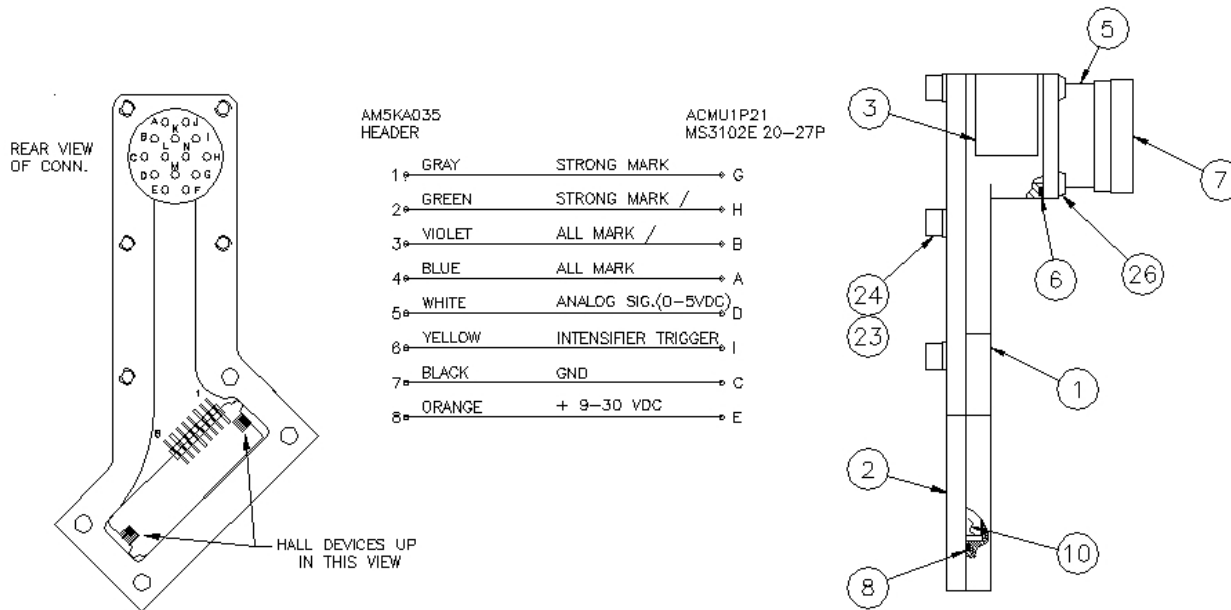 REAR VIEW
OF CONN.
A
J
K
B
I
L
N
C
H
M
D
G
E
F
1
8
HALL DEVICES UP
IN THIS VIEW
AM5KA035
HEADER
ACMU1P21
MS3102E 20-27P
1 GRAY STRONG MARK G
2 GREEN STRONG MARK / H
3 VIOLET ALL MARK / B
4 BLUE ALL MARK A
5 WHITE ANALOG SIG.(0-5VDC) D
6 YELLOW INTENSIFIER TRIGGER I
7 BLACK GND C
8 ORANGE + 9-30 VDC E
5
3
7
6
26
24
23
1
2
10
8